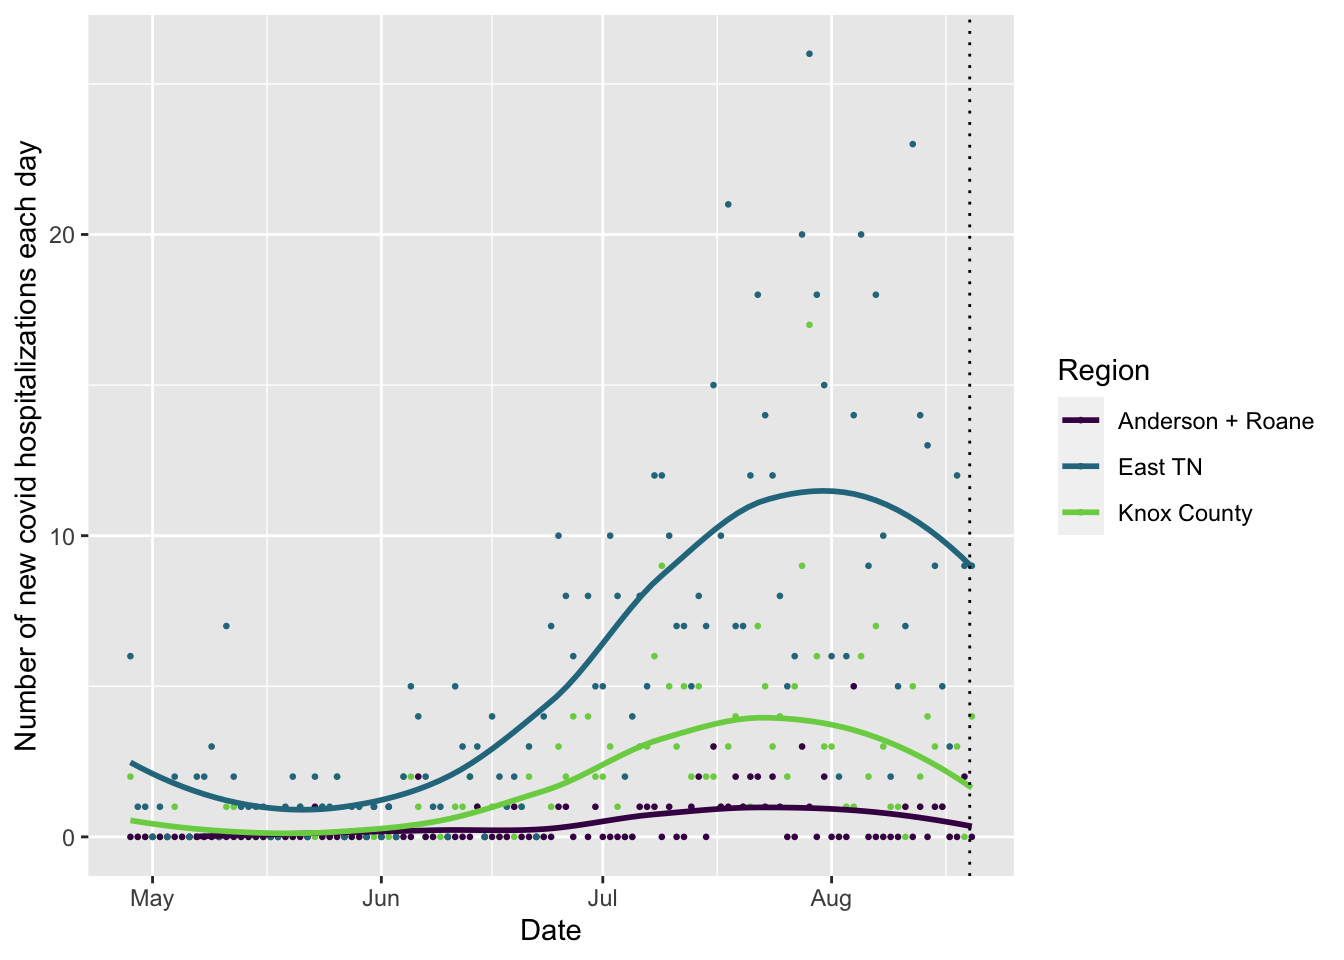 Number of new covid hospitalizations each day
20
10
0
May Jun Jul Aug
Date
Region
Anderson + Roane
East TN
Knox County